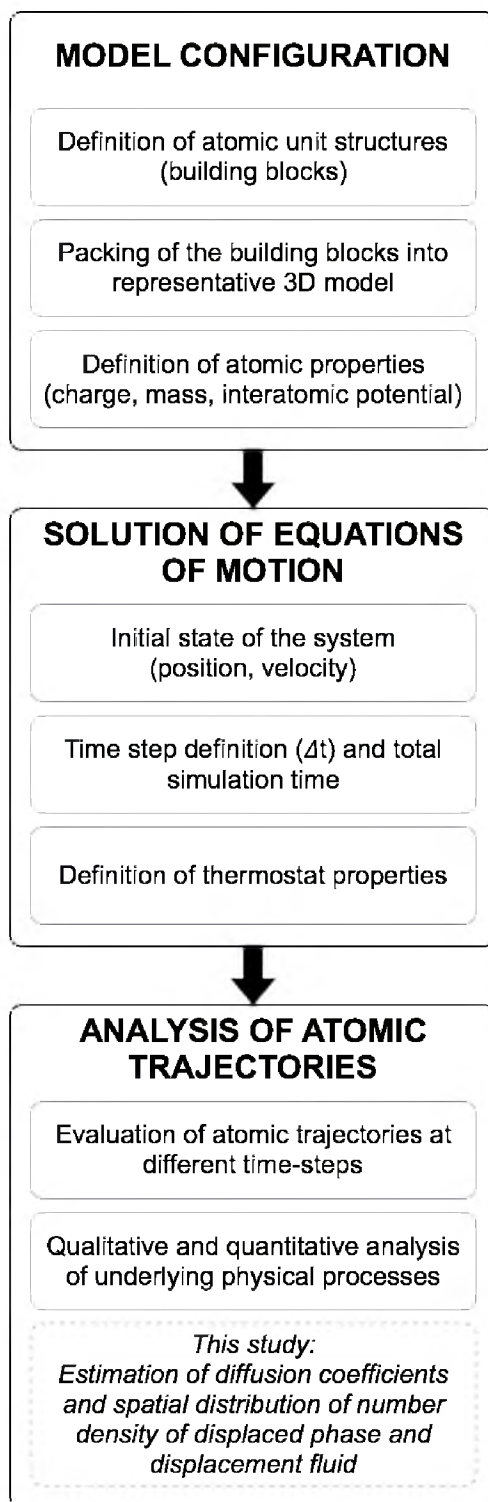 MODEL CONFIGURATION
Definition of atomic unit structures
(building blocks)
Packing of the building blocks into
representative 3D model
Definition of atomic properties
(charge, mass, interatomic potential)
SOLUTION OF EQUATIONS
OF MOTION
Initial state of the system
(position, velocity)
Time step definition (Δt) and total
simulation time
Definition of thermostat properties
ANALYSIS OF ATOMIC
TRAJECTORIES
Evaluation of atomic trajectories at
different time-steps
Qualitative and quantitative analysis
of underlying physical processes
This study:
Estimation of diffusion coefficients
and spatial distribution of number
density of displaced phase and
displacement fluid